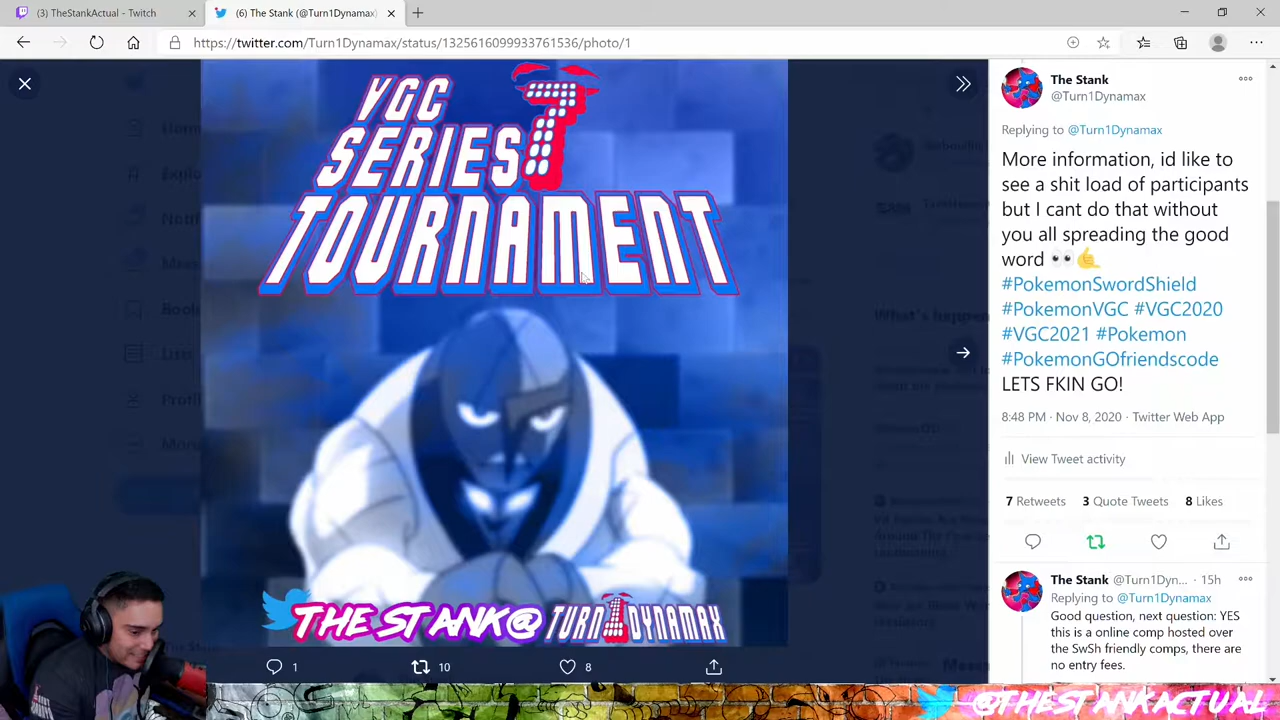 (3) TheStankActual - Twitch
(6) The Stank (@Turn1Dynamax)
https://twitter.com/Turn1Dynamax/status/1325616099933761536/photo/1
VGC
SERIES 7
TOURNAMENT
THE STANK@ TURN1DYNAMAX
1
10
8
The Stank
@Turn1Dynamax
Replying to @Turn1Dynamax
More information, id like to
see a shit load of participants
but I cant do that without
you all spreading the good
word 👀🤙
#PokemonSwordShield
#PokemonVGC #VGC2020
#VGC2021 #Pokemon
#PokemonGOfriendscode
LETS FKIN GO!
8:48 PM · Nov 8, 2020 · Twitter Web App
View Tweet activity
7 Retweets 3 Quote Tweets 8 Likes
The Stank @Turn1Dyn... · 15h
Replying to @Turn1Dynamax
Good question, next question: YES
this is a online comp hosted over
the SwSh friendly comps, there are
no entry fees.
@THESTANKACTUAL